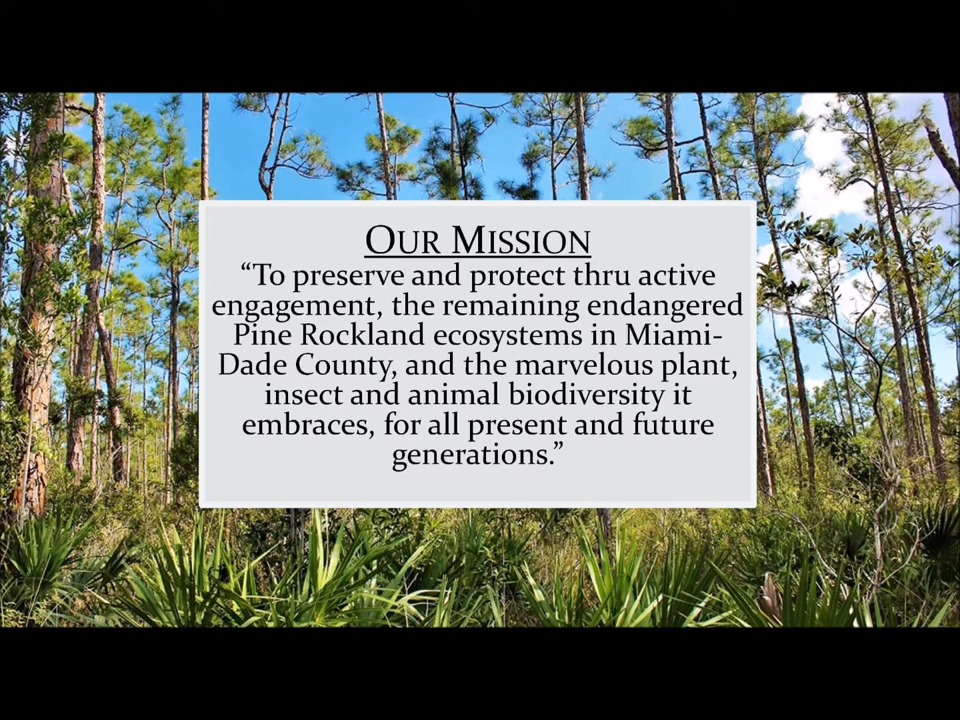 OUR MISSION
“To preserve and protect thru active
engagement, the remaining endangered
Pine Rockland ecosystems in Miami-
Dade County, and the marvelous plant,
insect and animal biodiversity it
embraces, for all present and future
generations.”